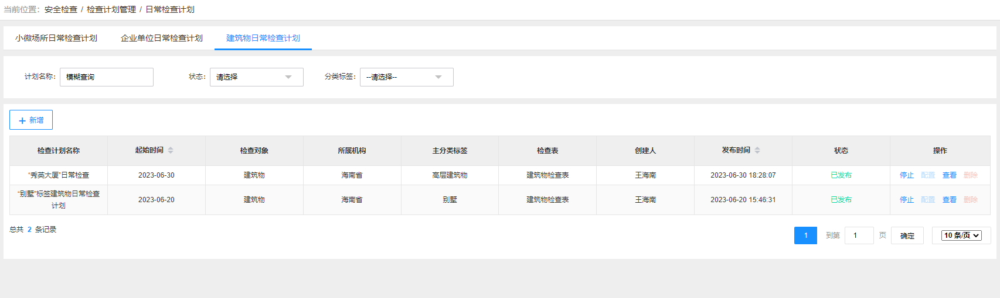 当前位置：安全检查 / 检查计划管理 / 日常检查计划
小微场所日常检查计划 企业单位日常检查计划 建筑物日常检查计划
计划名称： 模糊查询 状态： 请选择 分类标签： --请选择--
+ 新增
检查计划名称 起始时间 检查对象 所属机构 主分类标签 检查表 创建人 发布时间 状态 操作
“秀英大厦”日常检查 2023-06-30 建筑物 海南省 高层建筑物 建筑物检查表 王海南 2023-06-30 18:28:07 已发布 停止 配置 查看 删除
“别墅”标签建筑物日常检查
计划 2023-06-20 建筑物 海南省 别墅 建筑物检查表 王海南 2023-06-20 15:46:31 已发布 停止 配置 查看 删除
总共 2 条记录
1 到第 1 页 确定 10 条/页